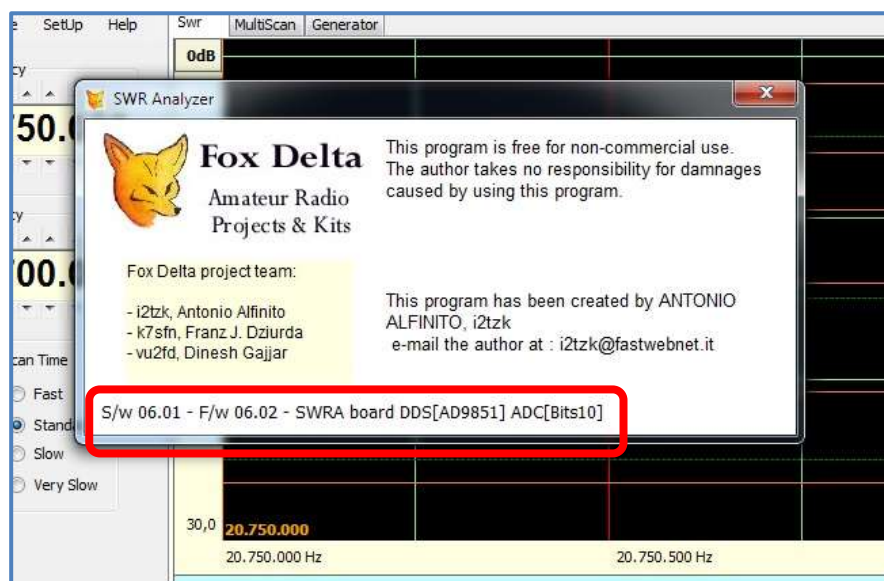 SetUp Help
Swr MultiScan Generator
0dB
SWR Analyzer
Fox Delta
Amateur Radio
Projects & Kits
This program is free for non-commercial use.
The author takes no responsibility for damnages
caused by using this program.
Fox Delta project team:
- i2tzk, Antonio Alfinito
- k7sfn, Franz J. Dziurda
- vu2fd, Dinesh Gajjar
This program has been created by ANTONIO
ALFINITO, i2tzk
e-mail the author at : i2tzk@fastwebnet.it
S/w 06.01 - F/w 06.02 - SWRA board DDS[AD9851] ADC[Bits10]
Time
Fast
Slow
Very Slow
30,0
20.750.000
20.750.000 Hz
20.750.500 Hz